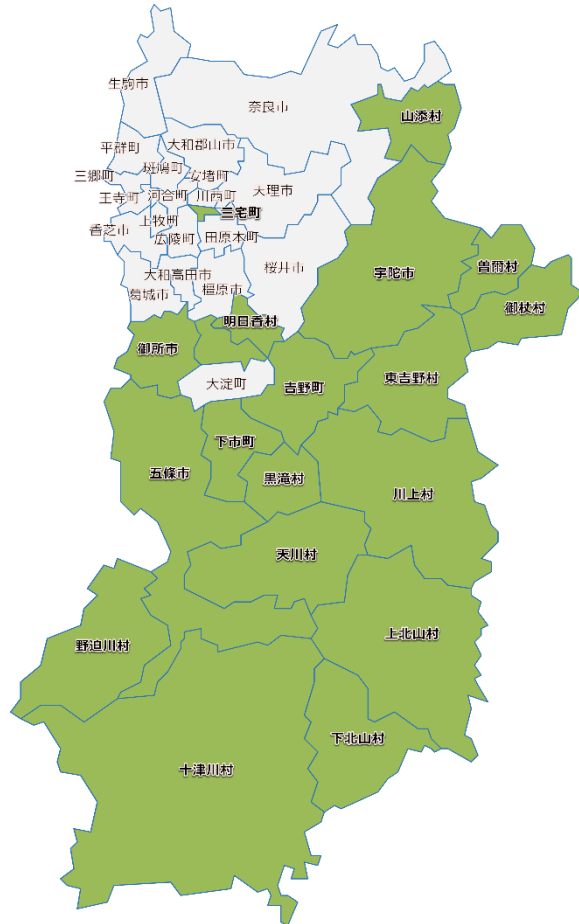 生駒市
奈良市
山添村
平群町
大和郡山市
斑鳩町
安堵町
三郷町
天理市
王寺町
河合町
川西町
三宅町
香芝市
上牧町
広陵町
田原本町
桜井市
宇陀市
曽爾村
御杖村
大和高田市
葛城市
橿原市
明日香村
御所市
大淀町
吉野町
東吉野村
下市町
五條市
黒滝村
川上村
天川村
野迫川村
上北山村
下北山村
十津川村